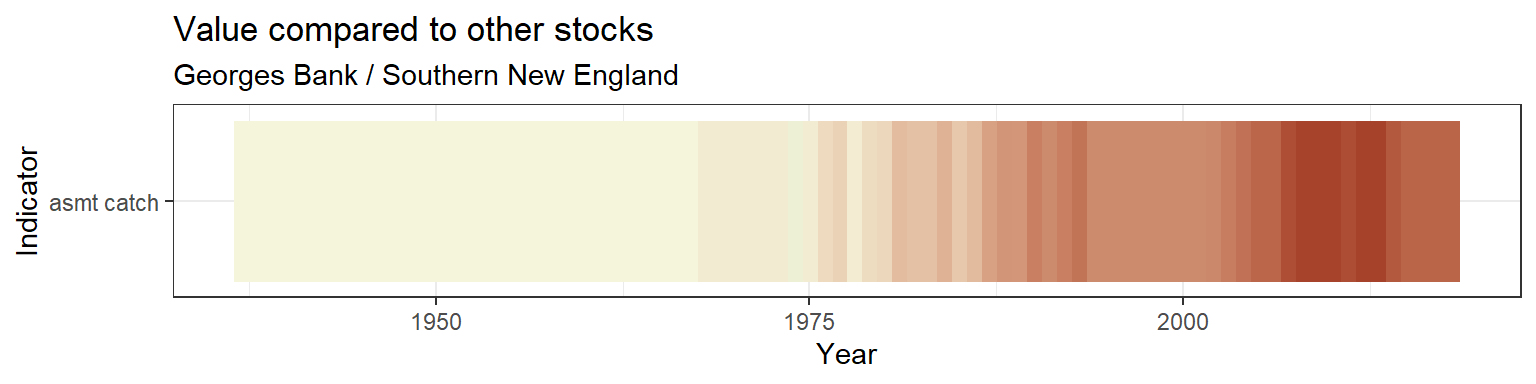 Value compared to other stocks
Georges Bank / Southern New England
Indicator
asmt catch
1950 1975 2000
Year